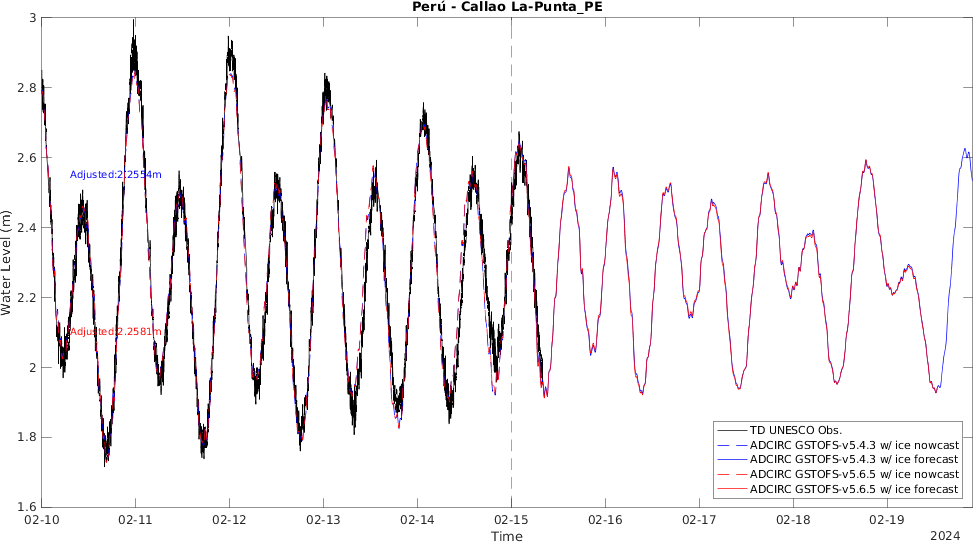 Perú - Callao La-Punta_PE
3
2.8
2.6
2.4
2.2
2
1.8
1.6
Water Level (m)
Adjusted:2.2554m
Adjusted:2.2581m
TD UNESCO Obs.
ADCIRC GSTOFS-v5.4.3 w/ ice nowcast
ADCIRC GSTOFS-v5.4.3 w/ ice forecast
ADCIRC GSTOFS-v5.6.5 w/ ice nowcast
ADCIRC GSTOFS-v5.6.5 w/ ice forecast
02-10 02-11 02-12 02-13 02-14 02-15 02-16 02-17 02-18 02-19
Time
2024